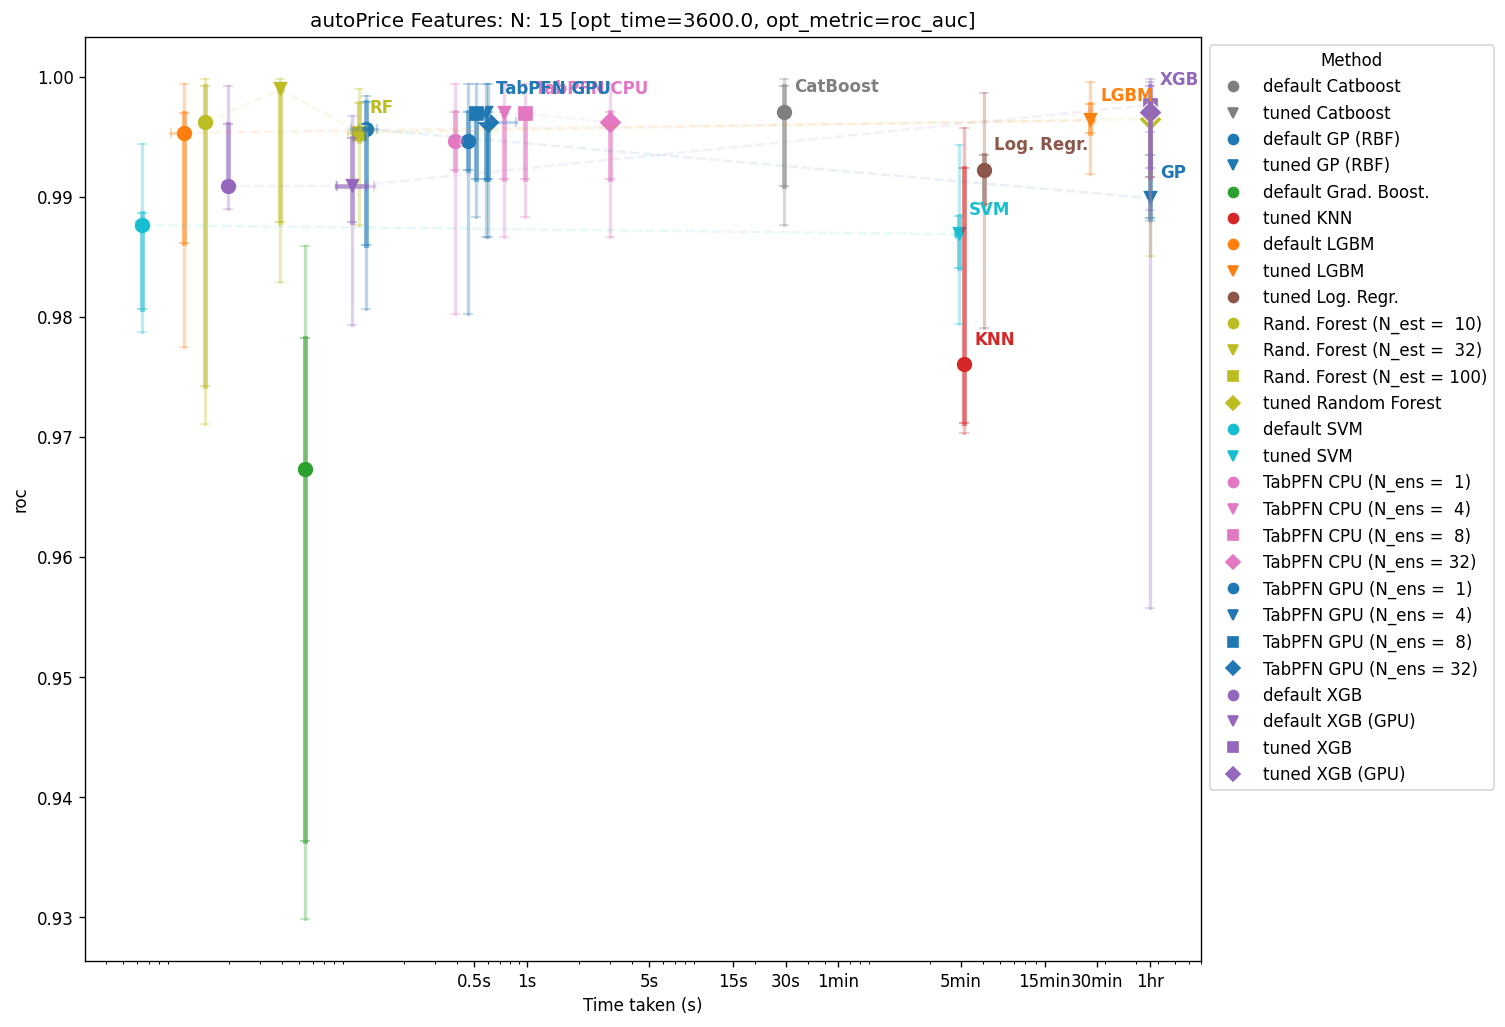 autoPrice Features: N: 15 [opt_time=3600.0, opt_metric=roc_auc]
roc
1.00
0.99
0.98
0.97
0.96
0.95
0.94
0.93
TabPFN GPU
TabPFN CPU
CatBoost
LGBM
XGB
RF
Log. Regr.
GP
SVM
KNN
0.5s
1s
5s
15s
30s
1min
5min
15min
30min
1hr
Time taken (s)
Method
default Catboost
tuned Catboost
default GP (RBF)
tuned GP (RBF)
default Grad. Boost.
tuned KNN
default LGBM
tuned LGBM
tuned Log. Regr.
Rand. Forest (N_est =  10)
Rand. Forest (N_est =  32)
Rand. Forest (N_est = 100)
tuned Random Forest
default SVM
tuned SVM
TabPFN CPU (N_ens =  1)
TabPFN CPU (N_ens =  4)
TabPFN CPU (N_ens =  8)
TabPFN CPU (N_ens = 32)
TabPFN GPU (N_ens =  1)
TabPFN GPU (N_ens =  4)
TabPFN GPU (N_ens =  8)
TabPFN GPU (N_ens = 32)
default XGB
default XGB (GPU)
tuned XGB
tuned XGB (GPU)